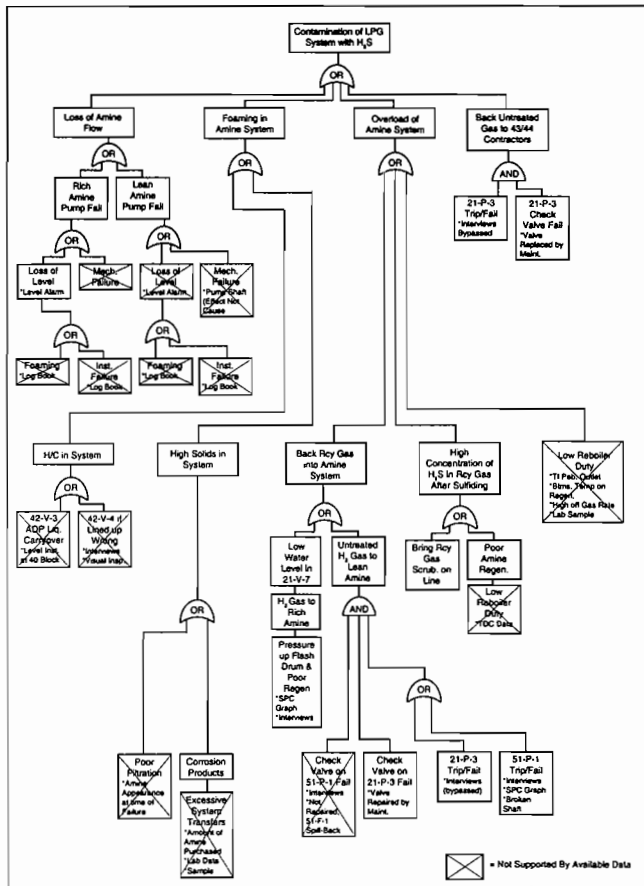 Contamination of LPG
System with H₂S
OR
Loss of Amine
Flow
Foaming in
Amine System
Overload of
Amine System
Back Untreated
Gas to 43/44
Contractors
OR
OR
OR
AND
Rich
Amine
Pump Fail
Lean
Amine
Pump Fail
21-P-3
Trip/Fail
*Interviews
Bypassed
21-P-3
Check
Valve Fail
*Valve
Replaced by
Maint.
OR
OR
Loss of
Level
*Level Alarm
Mech.
Failure
Loss of
Level
*Level Alarm
Mech.
Failure
*Pump Shaft
(Effect Not
Cause
OR
OR
Foaming
*Log Book
Inst.
Failure
*Log Book
Foaming
*Log Book
Inst.
Failure
*Log Book
H/C in System
High Solids in
System
Back Rcy Gas
into Amine
System
High
Concentration of
H₂S In Rcy Gas
After Sulfiding
Low Reboiler
Duty
*TI Peb. Outlet
*Btms. Temp on
Regen.
*High off Gas Rate
*Lab Sample
OR
OR
OR
OR
42-V-3
ADP Liq.
Carryover
*Level Inst.
at 40 Block
42-V-4 rl
Lined up
Wrong
*Interviews
*Visual Insp.
Low
Water
Level In
21-V-7
Untreated
H₂ Gas to
Lean
Amine
Bring Rcy
Gas
Scrub. on
Line
Poor
Amine
Regen.
H₂ Gas to
Rich
Amine
AND
Low
Reboiler
Duty
*TDC Data
Pressure
up Flash
Drum &
Poor
Regen
*SPC
Graph
*Interviews
OR
Poor
Filtration
*Amine
Appearance
at time of
Failure
Corrosion
Products
Excessive
System
Transfers
*Amount of
Amine
Purchased
*Lab Data
*Sample
Check
Valve on
51-P-1 Fail
*Interviews
*Not
Repaired,
51-F-1
Spill-Back
Check
Valve on
21-P-3 Fail
*Valve
Repaired by
Maint.
21-P-3
Trip/Fail
*Interviews
(bypassed)
51-P-1
Trip/Fail
*Interviews
*SPC Graph
*Broken
Shaft
= Not Supported By Available Data